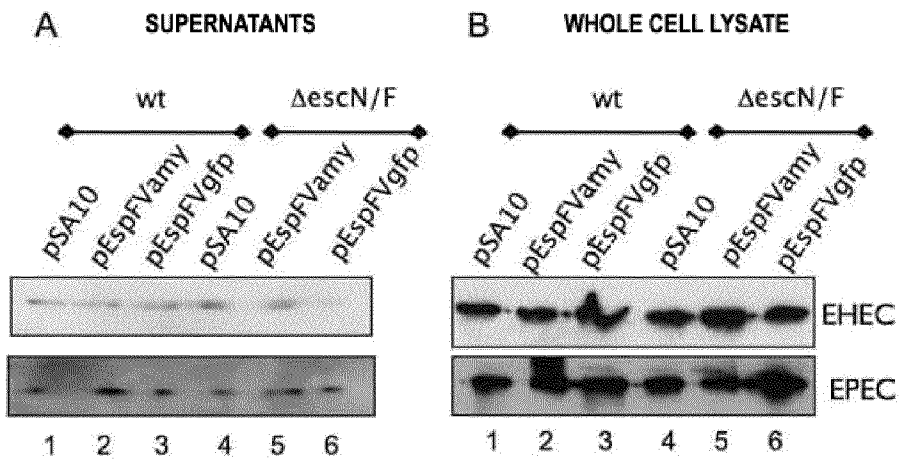 A SUPERNATANTS
wt ΔescN/F
pSA10 pEspFVamy pEspFVgfp pSA10 pEspFVamy pEspFVgfp
1 2 3 4 5 6
B WHOLE CELL LYSATE
wt ΔescN/F
pSA10 pEspFVamy pEspFVgfp pSA10 pEspFVamy pEspFVgfp
EHEC
EPEC
1 2 3 4 5 6